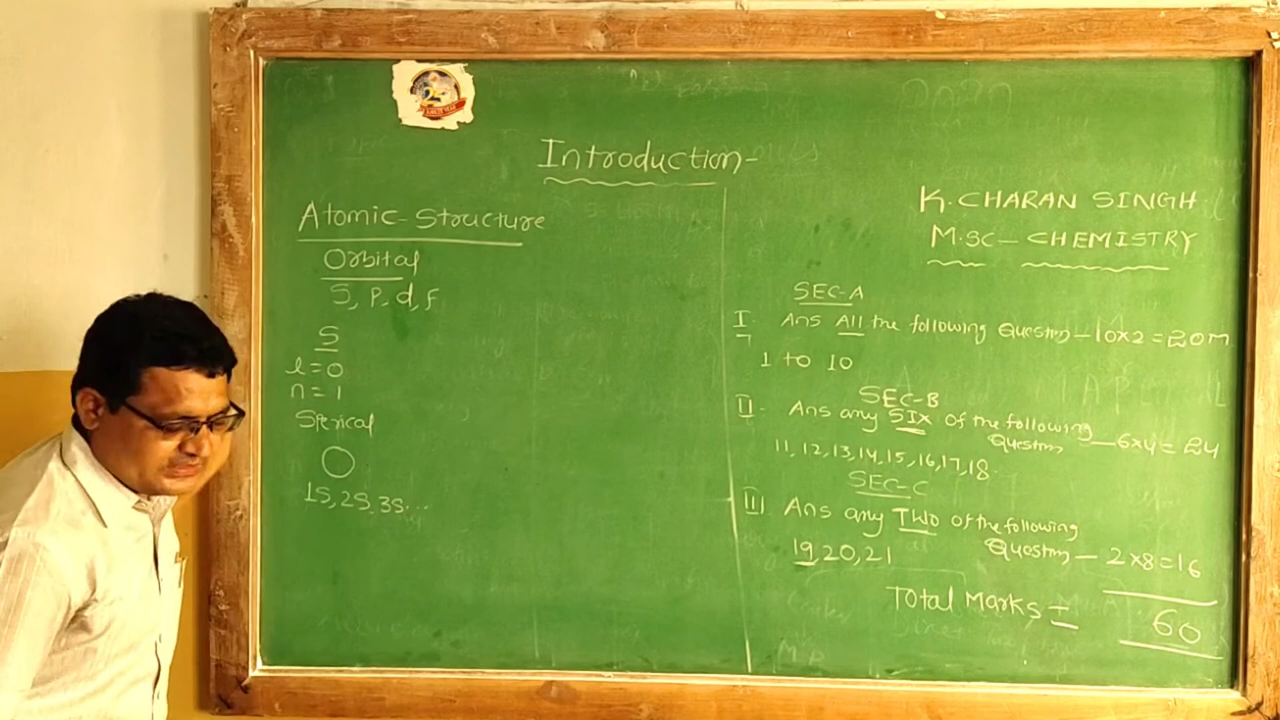 Introduction-
Atomic-Structure
Orbital
S, P, d, f
S
l=0
n=1
Sperical
1S, 2S, 3S...
K. CHARAN SINGH
M.SC - CHEMISTRY
SEC-A
I. Ans All the following Question - 10x2=20m
1 to 10
SEC-B
II. Ans any SIX of the following
Question - 6x4=24
11, 12, 13, 14, 15, 16, 17, 18.
SEC-C
III. Ans any TWO of the following
Question - 2x8=16
19, 20, 21
Total Marks = 60